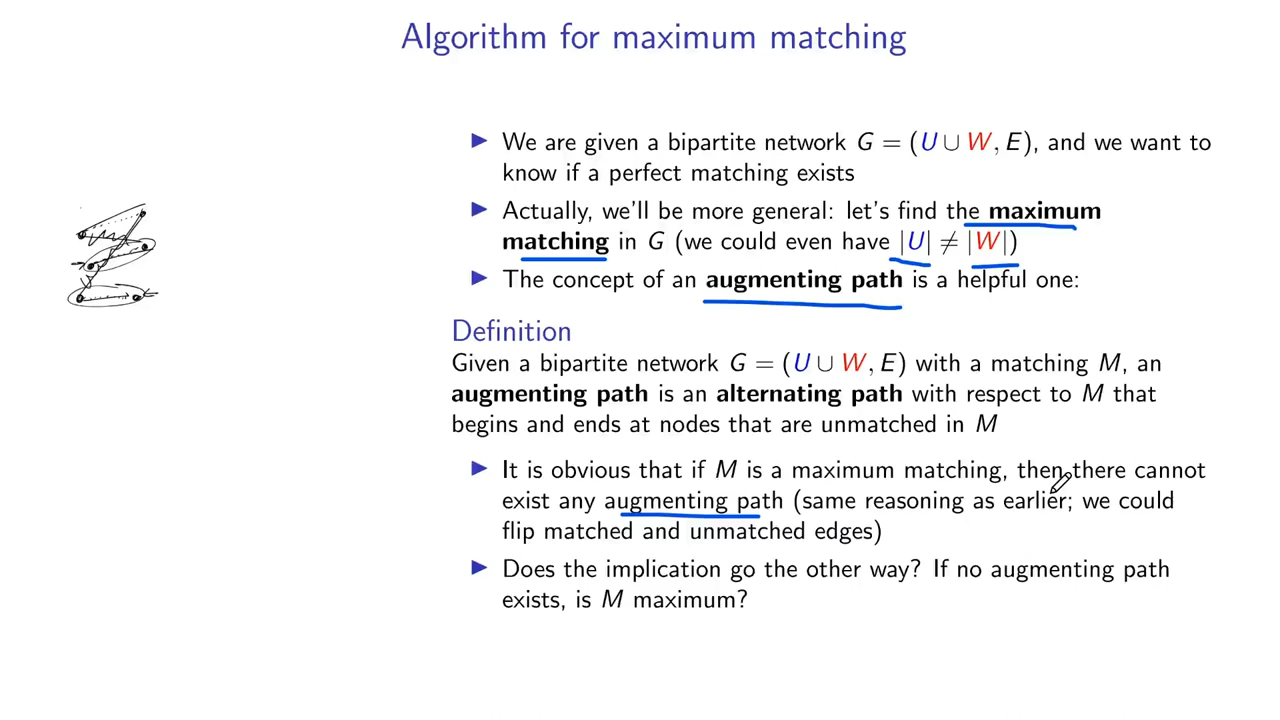 Algorithm for maximum matching
We are given a bipartite network G = (U ∪ W, E), and we want to
know if a perfect matching exists
Actually, we'll be more general: let's find the maximum
matching in G (we could even have |U| ≠ |W|)
The concept of an augmenting path is a helpful one:
Definition
Given a bipartite network G = (U ∪ W, E) with a matching M, an
augmenting path is an alternating path with respect to M that
begins and ends at nodes that are unmatched in M
It is obvious that if M is a maximum matching, then there cannot
exist any augmenting path (same reasoning as earlier; we could
flip matched and unmatched edges)
Does the implication go the other way? If no augmenting path
exists, is M maximum?